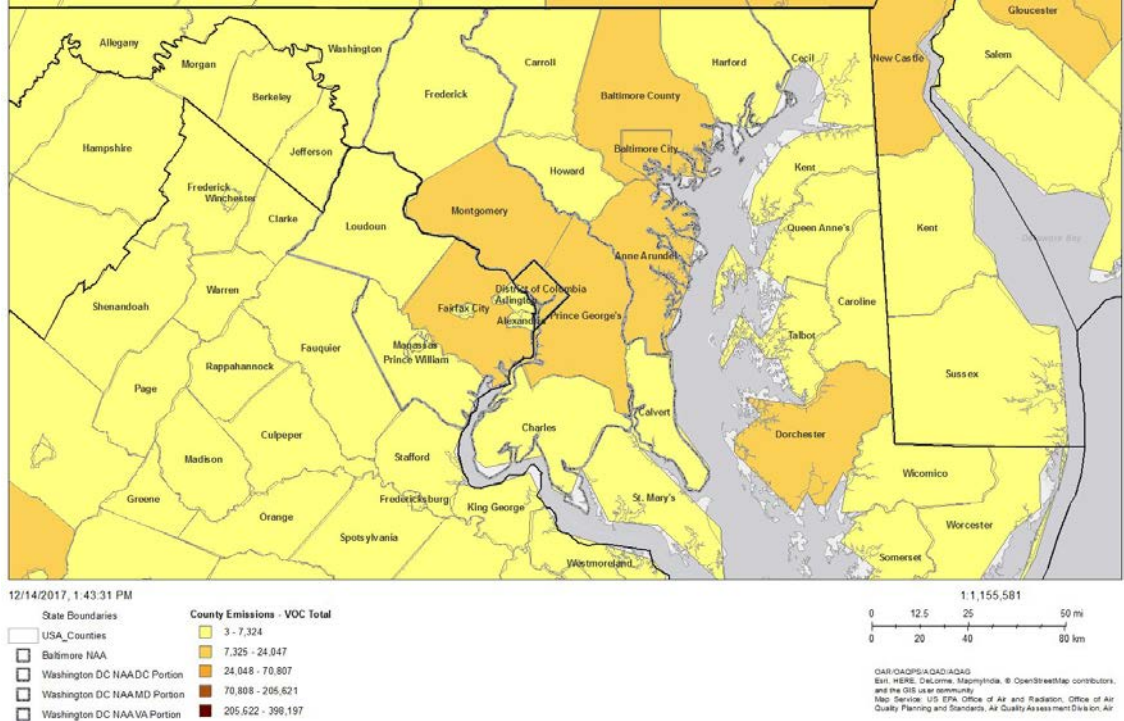 Gloucester
Allegany
Washington
Carroll
Harford
Cecil
New Castle
Salem
Morgan
Berkeley
Frederick
Baltimore County
Hampshire
Jefferson
Baltimore City
Kent
Howard
Frederick
Winchester
Clarke
Loudoun
Montgomery
Queen Anne's
Kent
Delaware Bay
Anne Arundel
Shenandoah
Warren
District of Columbia
Arlington
Caroline
Fairfax City
Alexandria
Prince George's
Talbot
Fauquier
Manassas
Prince William
Rappahannock
Page
Sussex
Calvert
Charles
Dorchester
Culpeper
Madison
Stafford
Wicomico
Greene
Fredericksburg
King George
St. Mary's
Orange
Worcester
Spotsylvania
Somerset
Westmoreland
12/14/2017, 1:43:31 PM
State Boundaries
USA_Counties
Baltimore NAA
Washington DC NAA DC Portion
Washington DC NAA MD Portion
Washington DC NAA VA Portion
County Emissions - VOC Total
3 - 7,324
7,325 - 24,047
24,048 - 70,807
70,808 - 205,621
205,622 - 398,197
1:1,155,581
0 12.5 25 50 mi
0 20 40 80 km
OAR/OAQPS/AQAD/AQAG
Esri, HERE, DeLorme, MapmyIndia, © OpenStreetMap contributors,
and the GIS user community
Map Service: US EPA Office of Air and Radiation, Office of Air
Quality Planning and Standards, Air Quality Assessment Division, Air